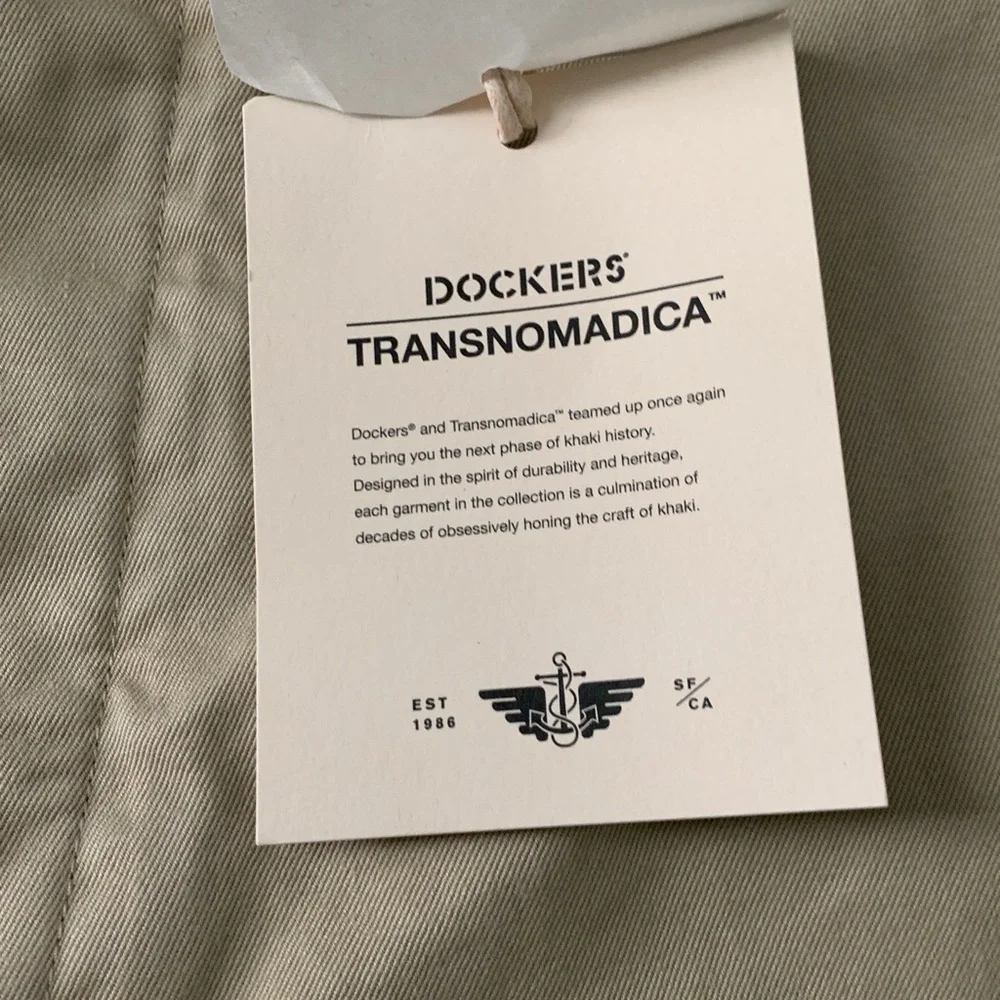 DOCKERS®
TRANSNOMADICA™
Dockers® and Transnomadica™ teamed up once again
to bring you the next phase of khaki history.
Designed in the spirit of durability and heritage,
each garment in the collection is a culmination of
decades of obsessively honing the craft of khaki.
EST
1986
SF/
CA